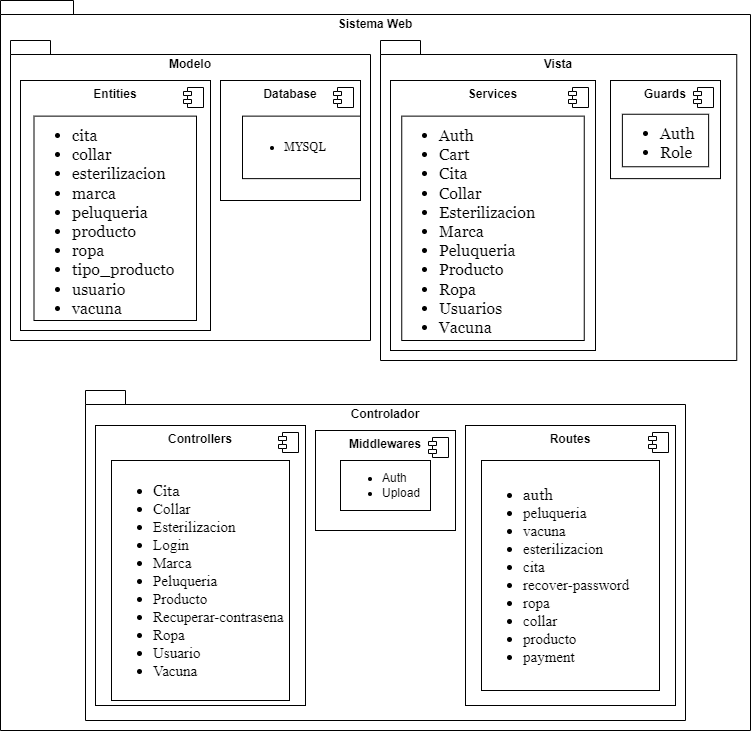 Sistema Web
Modelo
Entities
cita
collar
esterilizacion
marca
peluqueria
producto
ropa
tipo_producto
usuario
vacuna
Database
MYSQL
Vista
Services
Auth
Cart
Cita
Collar
Esterilizacion
Marca
Peluqueria
Producto
Ropa
Usuarios
Vacuna
Guards
Auth
Role
Controlador
Controllers
Cita
Collar
Esterilizacion
Login
Marca
Peluqueria
Producto
Recuperar-contrasena
Ropa
Usuario
Vacuna
Middlewares
Auth
Upload
Routes
auth
peluqueria
vacuna
esterilizacion
cita
recover-password
ropa
collar
producto
payment